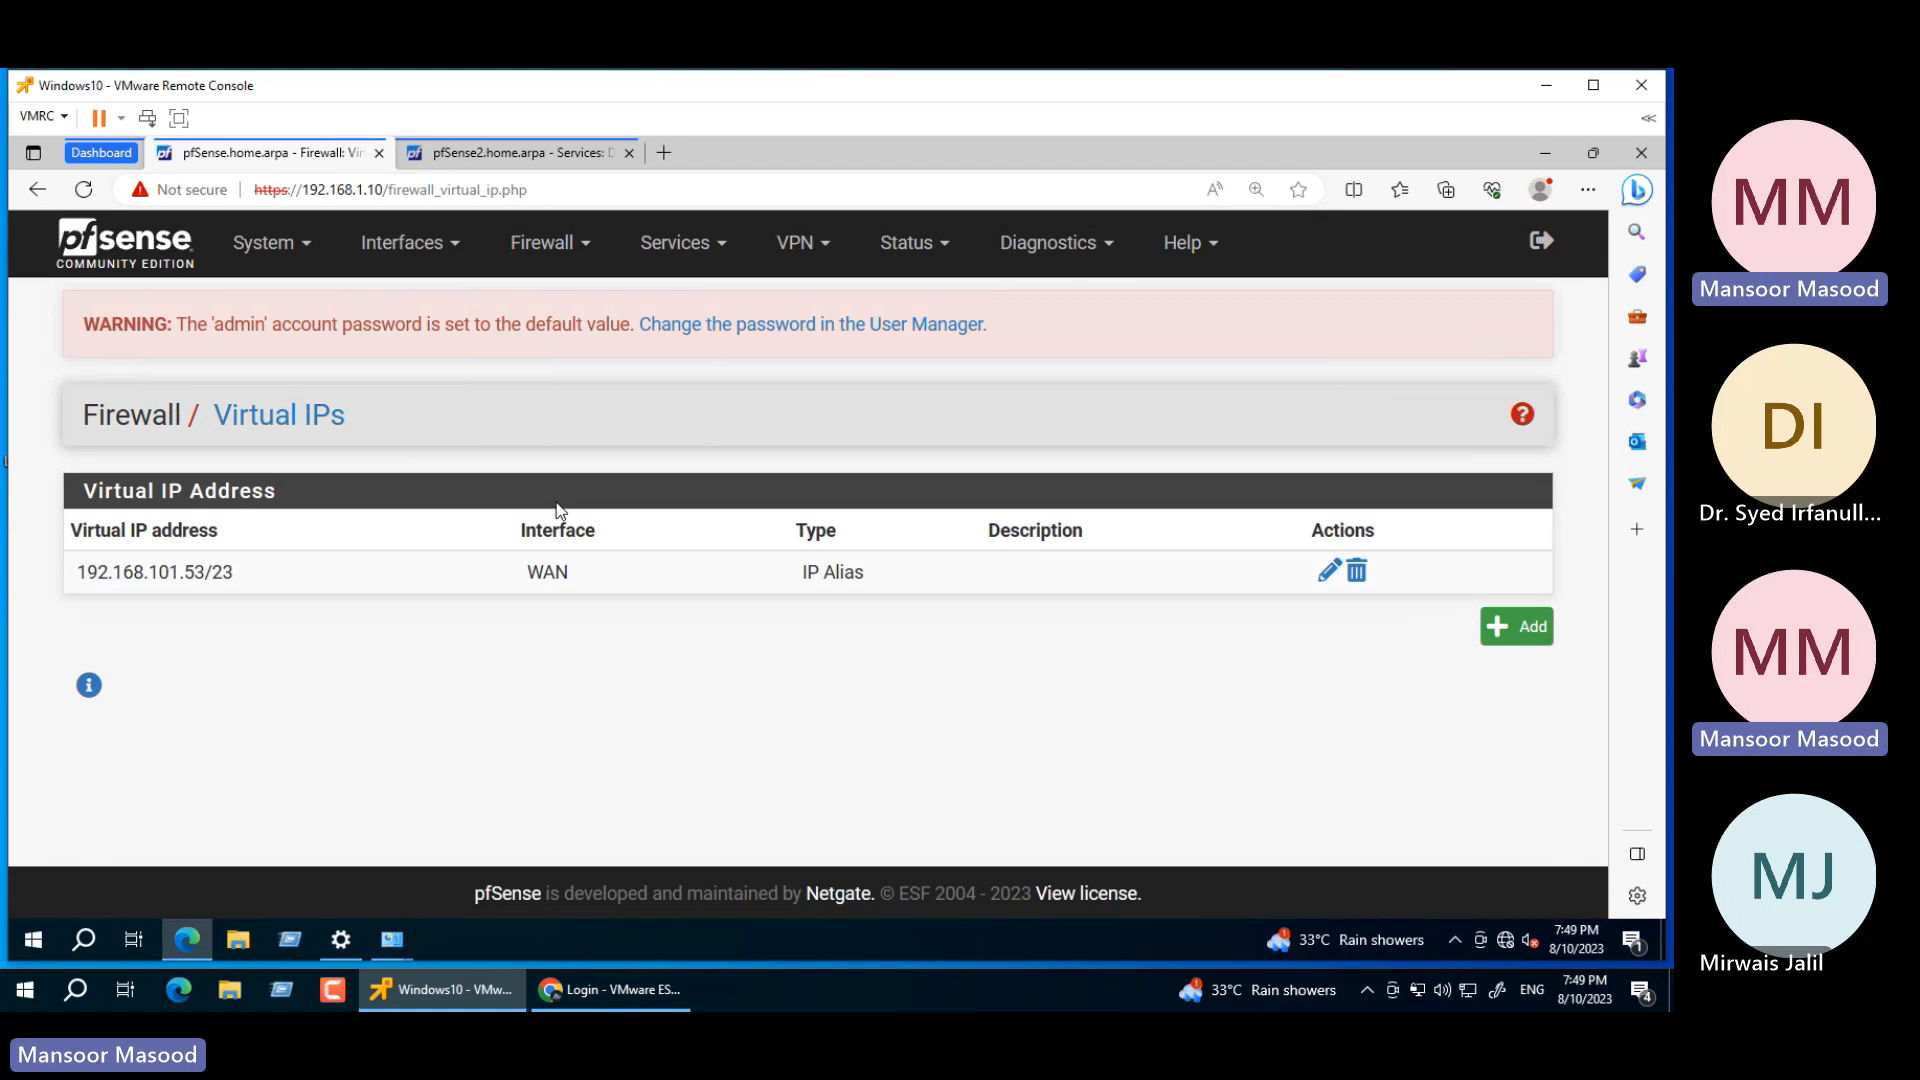 Windows10 - VMware Remote Console
VMRC
Dashboard
pfSense.home.arpa - Firewall: Vir
pfSense2.home.arpa - Services: D
Not secure
https://192.168.1.10/firewall_virtual_ip.php
pfsense
COMMUNITY EDITION
System
Interfaces
Firewall
Services
VPN
Status
Diagnostics
Help
WARNING: The 'admin' account password is set to the default value. Change the password in the User Manager.
Firewall / Virtual IPs
Virtual IP Address
Virtual IP address Interface Type Description Actions
192.168.101.53/23 WAN IP Alias
Add
pfSense is developed and maintained by Netgate. © ESF 2004 - 2023 View license.
33°C Rain showers
7:49 PM
8/10/2023
1
Windows10 - VMw...
Login - VMware ES...
33°C Rain showers
ENG
7:49 PM
8/10/2023
4
MM
Mansoor Masood
DI
Dr. Syed Irfanull...
MM
Mansoor Masood
MJ
Mirwais Jalil
Mansoor Masood